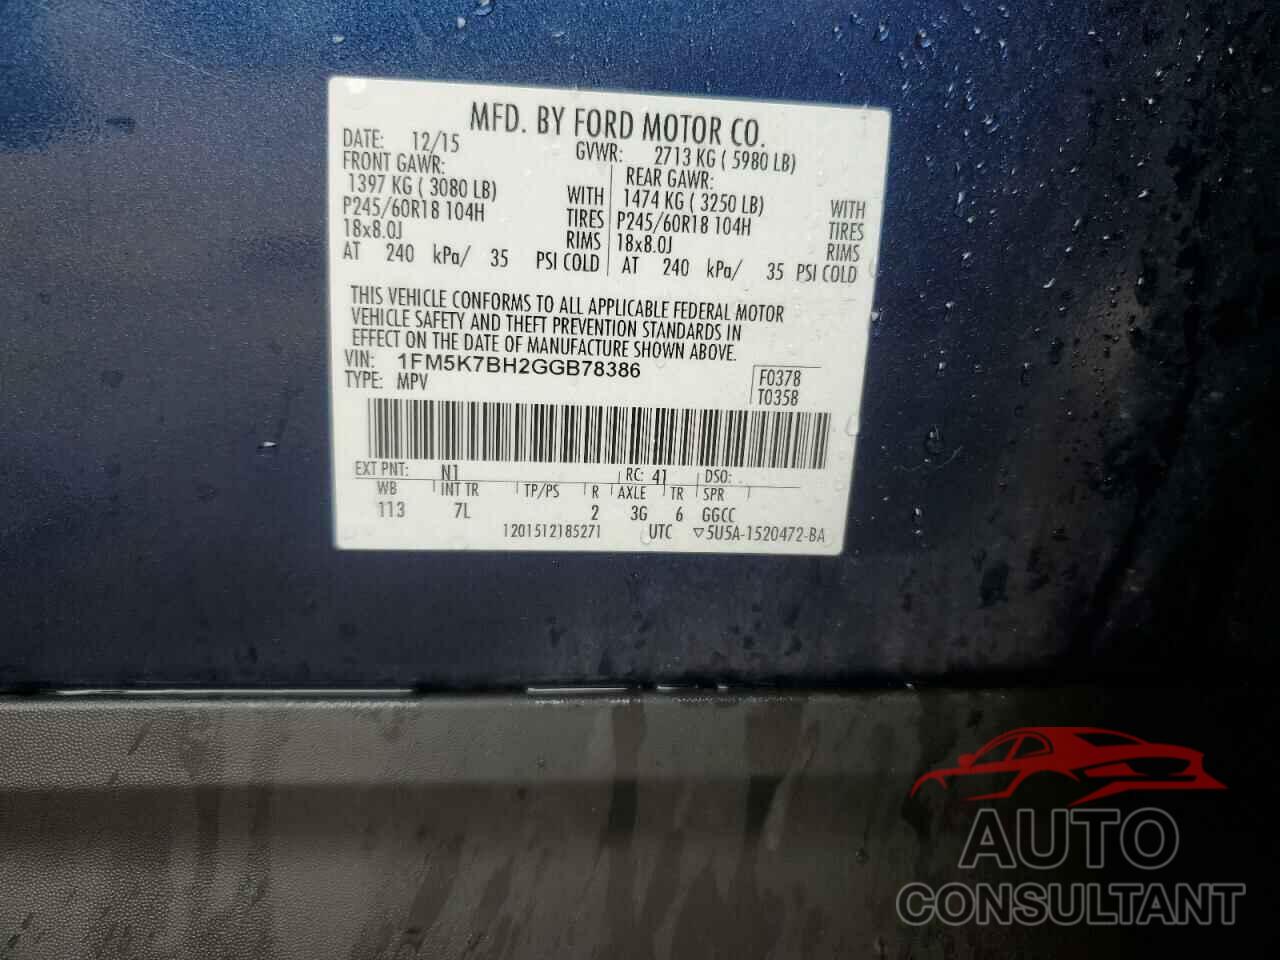 MFD. BY FORD MOTOR CO.
DATE: 12/15 GVWR: 2713 KG ( 5980 LB)
FRONT GAWR: REAR GAWR:
1397 KG ( 3080 LB) WITH 1474 KG ( 3250 LB) WITH
P245/60R18 104H TIRES P245/60R18 104H TIRES
18x8.0J RIMS 18x8.0J RIMS
AT 240 kPa/ 35 PSI COLD AT 240 kPa/ 35 PSI COLD
THIS VEHICLE CONFORMS TO ALL APPLICABLE FEDERAL MOTOR
VEHICLE SAFETY AND THEFT PREVENTION STANDARDS IN
EFFECT ON THE DATE OF MANUFACTURE SHOWN ABOVE.
VIN: 1FM5K7BH2GGB78386 F0378
TYPE: MPV T0358
EXT PNT: N1 RC: 41 DSO:
WB INT TR TP/PS R AXLE TR SPR
113 7L 2 3G 6 GGCC
1201512185271 UTC ▽5U5A-1520472-BA
AUTO
CONSULTANT